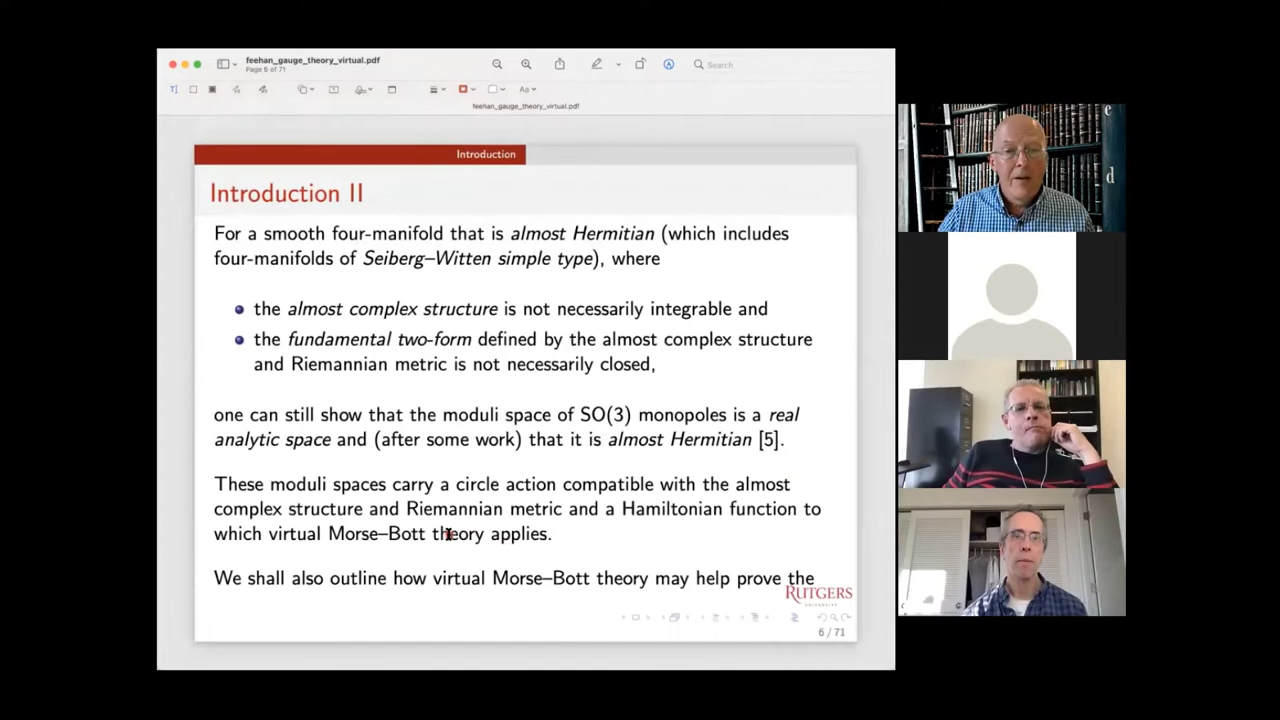 feehan_gauge_theory_virtual.pdf
Page 6 of 71
Search
Aa
feehan_gauge_theory_virtual.pdf
Introduction
Introduction II
For a smooth four-manifold that is almost Hermitian (which includes
four-manifolds of Seiberg–Witten simple type), where
the almost complex structure is not necessarily integrable and
the fundamental two-form defined by the almost complex structure
and Riemannian metric is not necessarily closed,
one can still show that the moduli space of SO(3) monopoles is a real
analytic space and (after some work) that it is almost Hermitian [5].
These moduli spaces carry a circle action compatible with the almost
complex structure and Riemannian metric and a Hamiltonian function to
which virtual Morse–Bott theory applies.
We shall also outline how virtual Morse–Bott theory may help prove the
RUTGERS
6 / 71
e
d